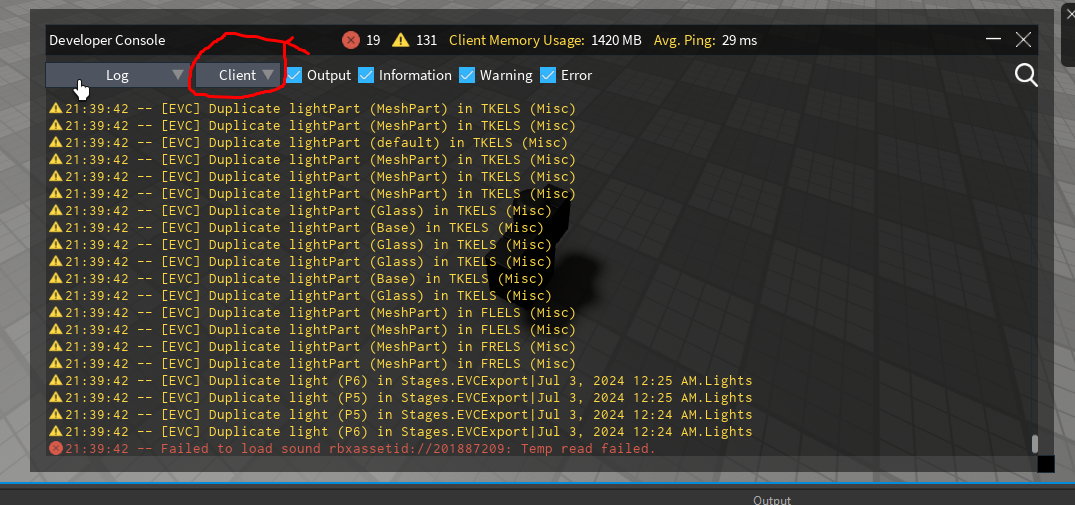 Developer Console
19
131
Client Memory Usage: 1420 MB
Avg. Ping: 29 ms
Log
Client
Output
Information
Warning
Error
21:39:42 -- [EVC] Duplicate lightPart (MeshPart) in TKELS (Misc)
21:39:42 -- [EVC] Duplicate lightPart (MeshPart) in TKELS (Misc)
21:39:42 -- [EVC] Duplicate lightPart (default) in TKELS (Misc)
21:39:42 -- [EVC] Duplicate lightPart (MeshPart) in TKELS (Misc)
21:39:42 -- [EVC] Duplicate lightPart (MeshPart) in TKELS (Misc)
21:39:42 -- [EVC] Duplicate lightPart (MeshPart) in TKELS (Misc)
21:39:42 -- [EVC] Duplicate lightPart (Glass) in TKELS (Misc)
21:39:42 -- [EVC] Duplicate lightPart (Base) in TKELS (Misc)
21:39:42 -- [EVC] Duplicate lightPart (Glass) in TKELS (Misc)
21:39:42 -- [EVC] Duplicate lightPart (Glass) in TKELS (Misc)
21:39:42 -- [EVC] Duplicate lightPart (Base) in TKELS (Misc)
21:39:42 -- [EVC] Duplicate lightPart (Glass) in TKELS (Misc)
21:39:42 -- [EVC] Duplicate lightPart (MeshPart) in FLELS (Misc)
21:39:42 -- [EVC] Duplicate lightPart (MeshPart) in FLELS (Misc)
21:39:42 -- [EVC] Duplicate lightPart (MeshPart) in FRELS (Misc)
21:39:42 -- [EVC] Duplicate lightPart (MeshPart) in FRELS (Misc)
21:39:42 -- [EVC] Duplicate light (P6) in Stages.EVCExport|Jul 3, 2024 12:25 AM.Lights
21:39:42 -- [EVC] Duplicate light (P5) in Stages.EVCExport|Jul 3, 2024 12:25 AM.Lights
21:39:42 -- [EVC] Duplicate light (P5) in Stages.EVCExport|Jul 3, 2024 12:24 AM.Lights
21:39:42 -- [EVC] Duplicate light (P6) in Stages.EVCExport|Jul 3, 2024 12:24 AM.Lights
21:39:42 -- Failed to load sound rbxassetid://201887209: Temp read failed.
Output